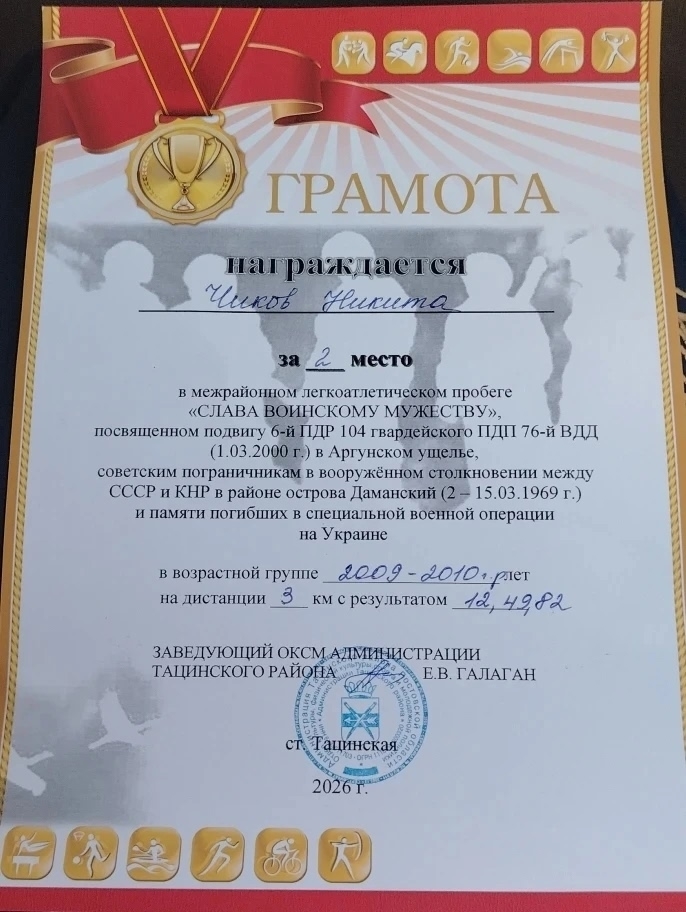 ГРАМОТА
награждается
Чиков Никита
за 2 место
в межрайонном легкоатлетическом пробеге
«СЛАВА ВОИНСКОМУ МУЖЕСТВУ»,
посвященном подвигу 6-й ПДР 104 гвардейского ПДП 76-й ВДД
(1.03.2000 г.) в Аргунском ущелье,
советским пограничникам в вооружённом столкновении между
СССР и КНР в районе острова Даманский (2 – 15.03.1969 г.)
и памяти погибших в специальной военной операции
на Украине
в возрастной группе 2009-2010г.р лет
на дистанции 3 км с результатом 12,49,82
ЗАВЕДУЮЩИЙ ОКСМ АДМИНИСТРАЦИИ
ТАЦИНСКОГО РАЙОНА Е.В. ГАЛАГАН
ст. Тацинская
2026 г.